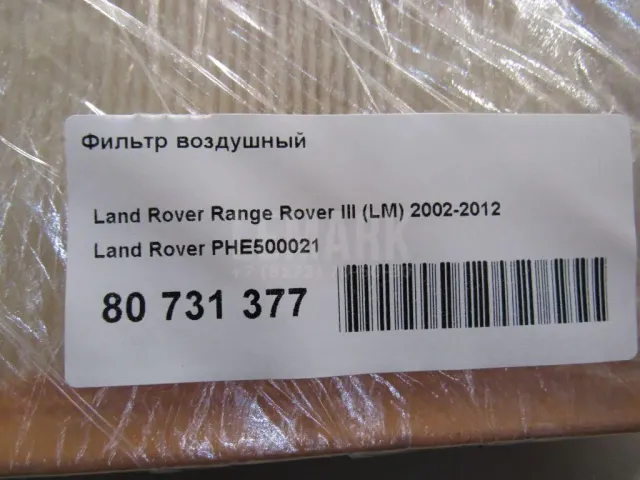 Фильтр воздушный
Land Rover Range Rover III (LM) 2002-2012
Land Rover PHE500021
80 731 377